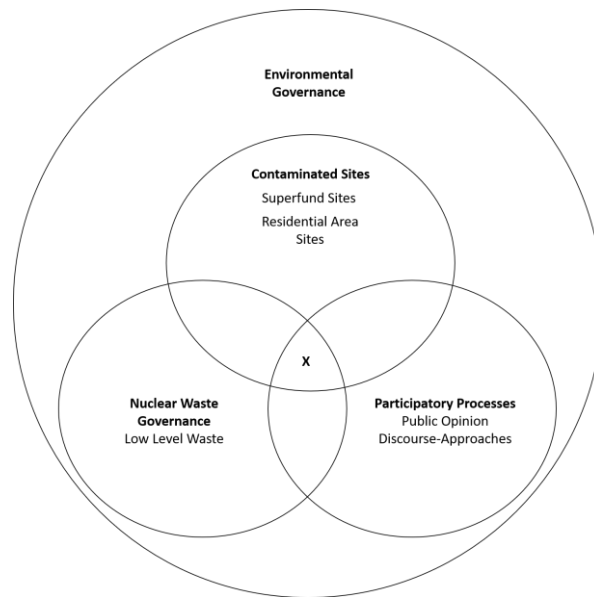 Environmental
Governance
Contaminated Sites
Superfund Sites
Residential Area
Sites
X
Nuclear Waste
Governance
Low Level Waste
Participatory Processes
Public Opinion
Discourse-Approaches